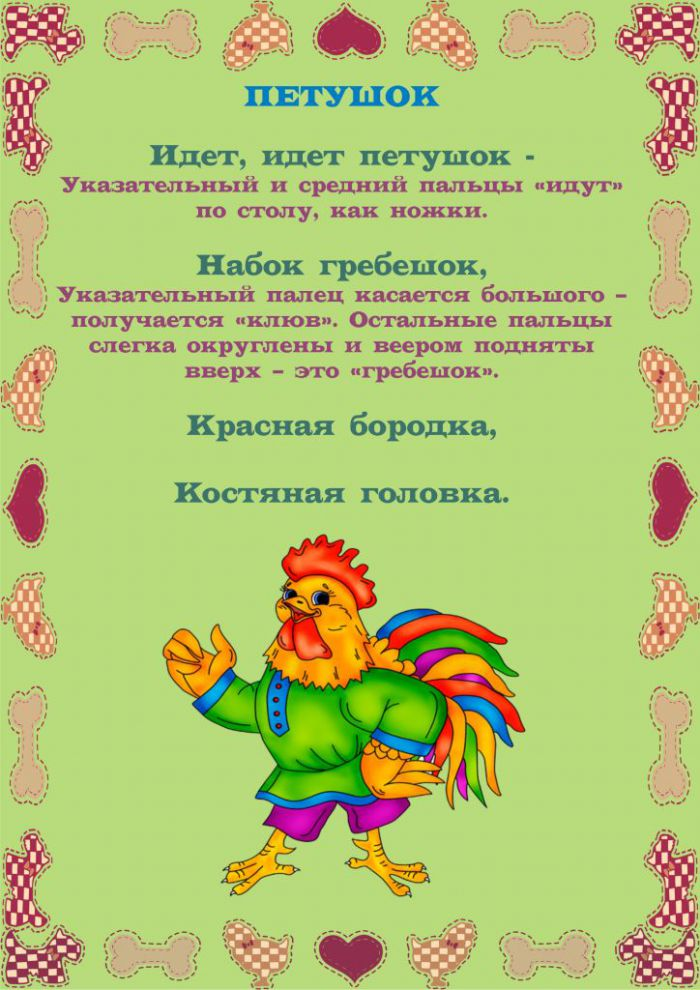 ПЕТУШОК
Идет, идет петушок -
Указательный и средний пальцы «идут»
по столу, как ножки.
Набок гребешок,
Указательный палец касается большого –
получается «клюв». Остальные пальцы
слегка округлены и веером подняты
вверх – это «гребешок».
Красная бородка,
Костяная головка.